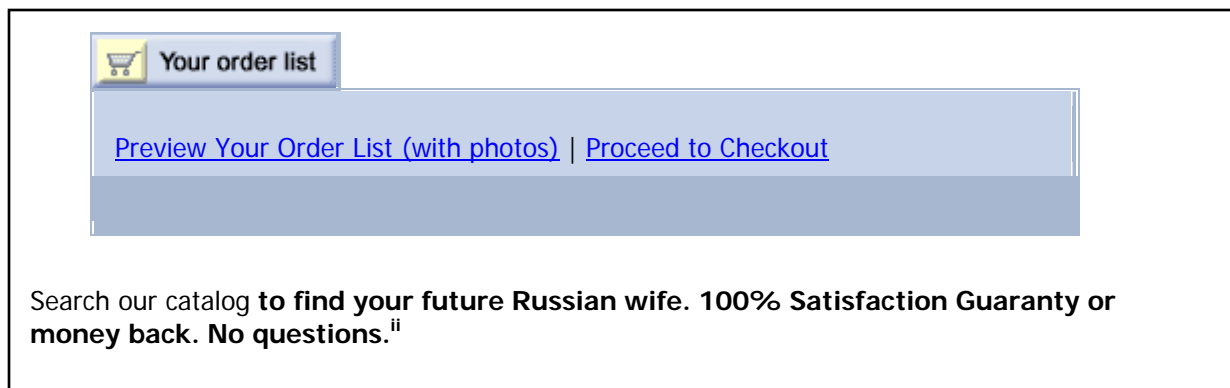 Your order list
Preview Your Order List (with photos) | Proceed to Checkout
Search our catalog to find your future Russian wife. 100% Satisfaction Guaranty or
money back. No questions.ii